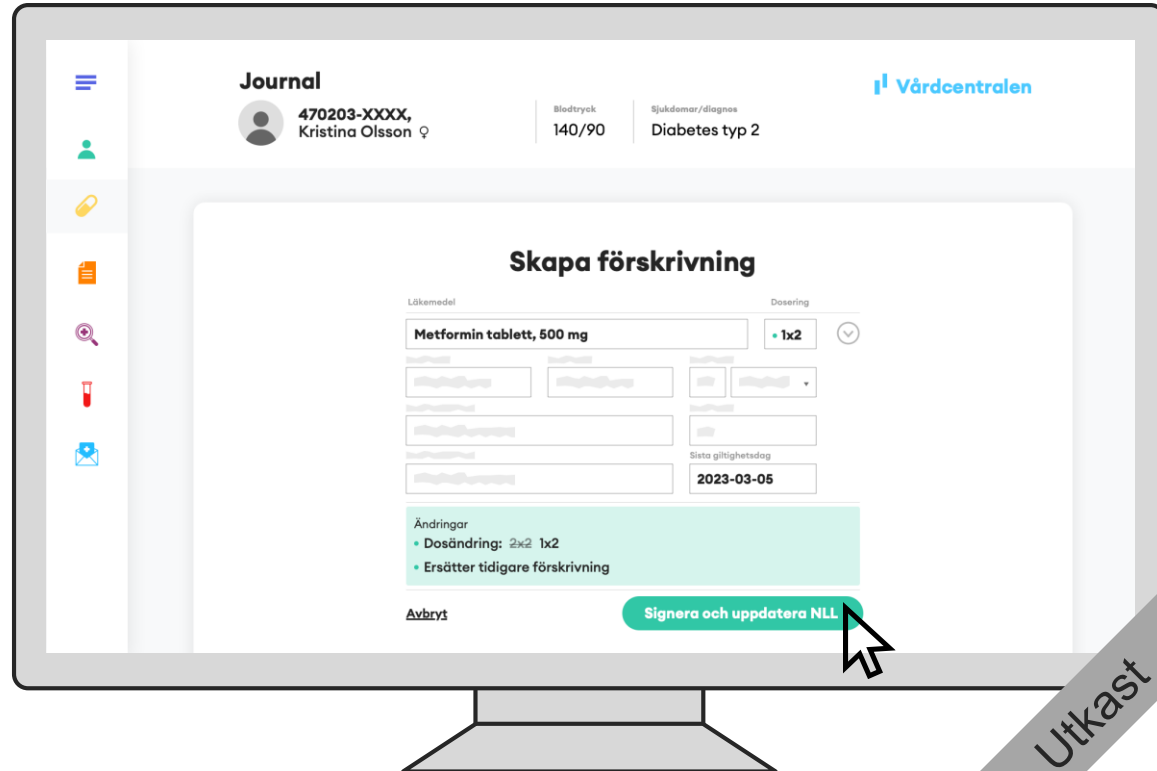 Journal
Vårdcentralen
470203-XXXX,
Kristina Olsson ♀
Blodtryck
140/90
Sjukdomar/diagnos
Diabetes typ 2
Skapa förskrivning
Läkemedel
Dosering
Metformin tablett, 500 mg
• 1x2
Sista giltighetsdag
2023-03-05
Ändringar
• Dosändring: 2x2 1x2
• Ersätter tidigare förskrivning
Avbryt
Signera och uppdatera NLL
Utkast